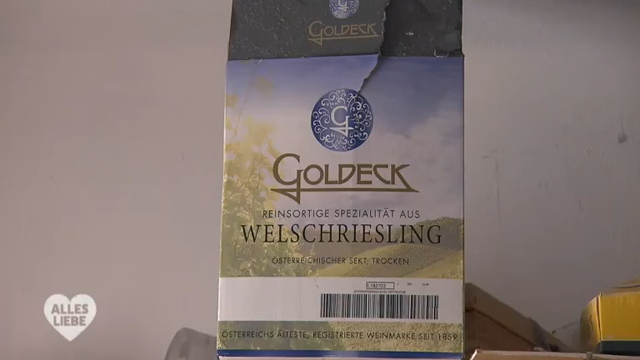 GOLDECK
GOLDECK
REINSORTIGE SPEZIALITÄT AUS
WELSCHRIESLING
ÖSTERREICHISCHER SEKT, TROCKEN
ÖSTERREICHS ÄLTESTE, REGISTRIERTE WEINMARKE SEIT 1859
ALLES
LIEBE